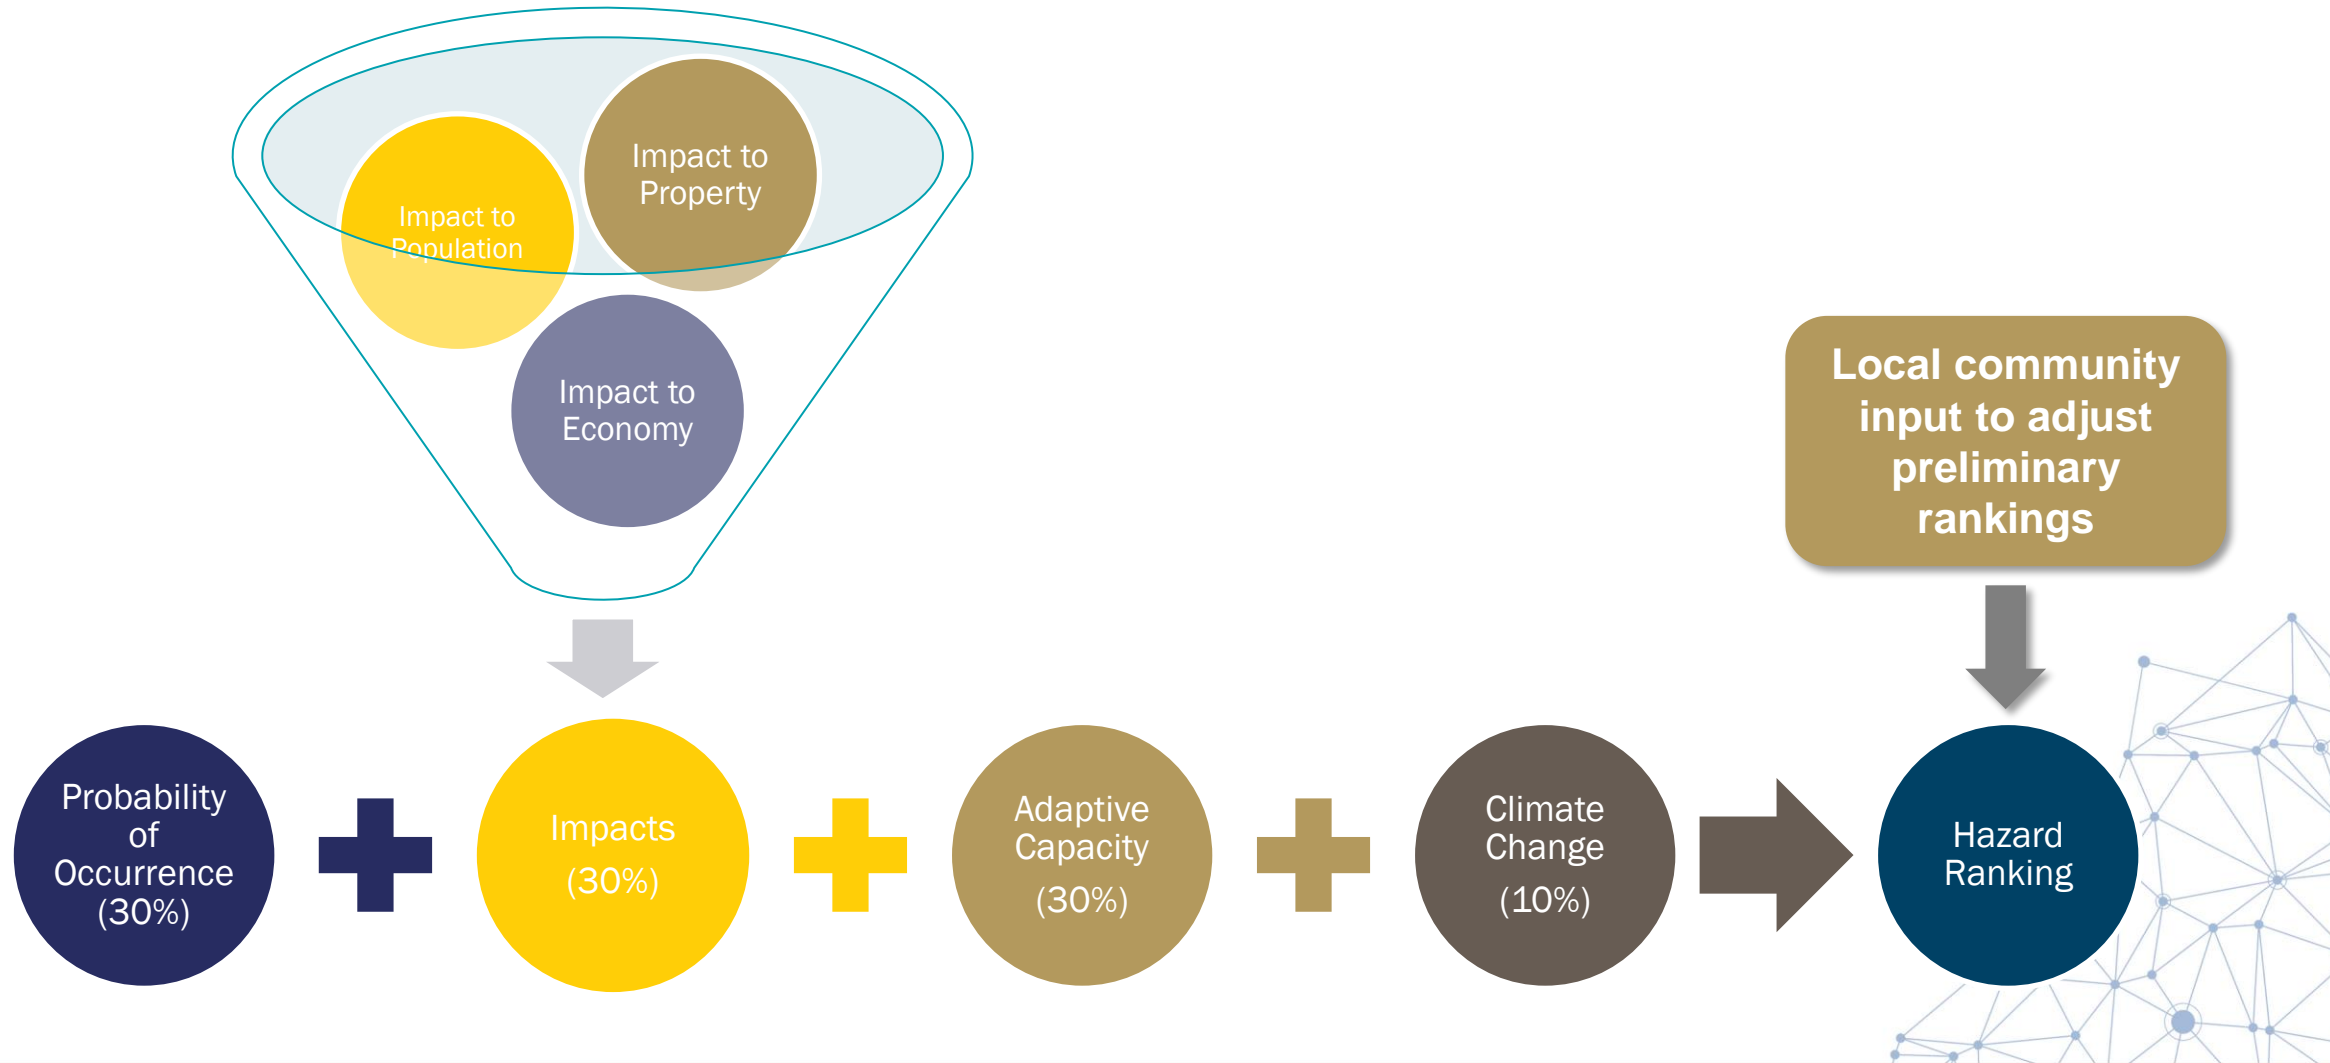 Impact to
Property
Impact to
Population
Impact to
Economy
Local community
input to adjust
preliminary
rankings
Probability
of
Occurrence
(30%)
Impacts
(30%)
Adaptive
Capacity
(30%)
Climate
Change
(10%)
Hazard
Ranking